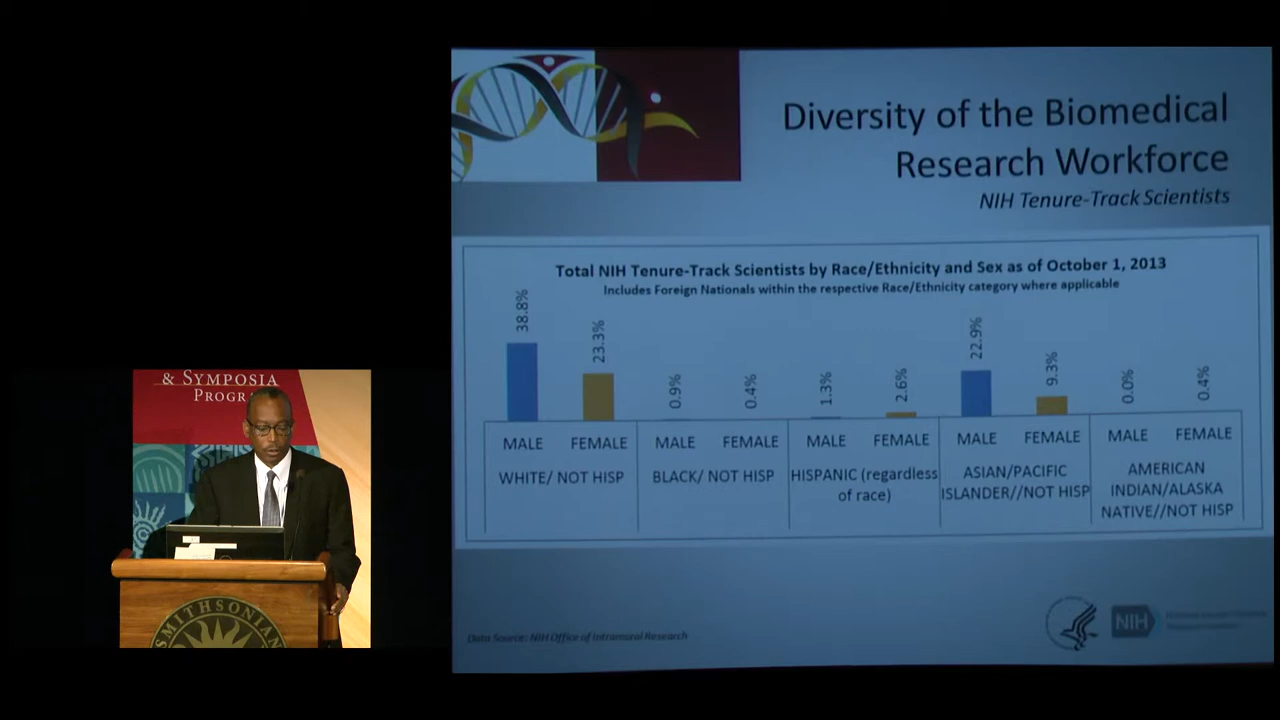 & SYMPOSIA
PROGR
SMITHSONIAN
Diversity of the Biomedical
Research Workforce
NIH Tenure-Track Scientists
Total NIH Tenure-Track Scientists by Race/Ethnicity and Sex as of October 1, 2013
Includes Foreign Nationals within the respective Race/Ethnicity category where applicable
38.8%
23.3%
0.9%
0.4%
1.3%
2.6%
22.9%
9.3%
0.0%
0.4%
MALE FEMALE MALE FEMALE MALE FEMALE MALE FEMALE MALE FEMALE
WHITE/ NOT HISP
BLACK/ NOT HISP
HISPANIC (regardless
of race)
ASIAN/PACIFIC
ISLANDER//NOT HISP
AMERICAN
INDIAN/ALASKA
NATIVE//NOT HISP
Data Source: NIH Office of Intramural Research
NIH